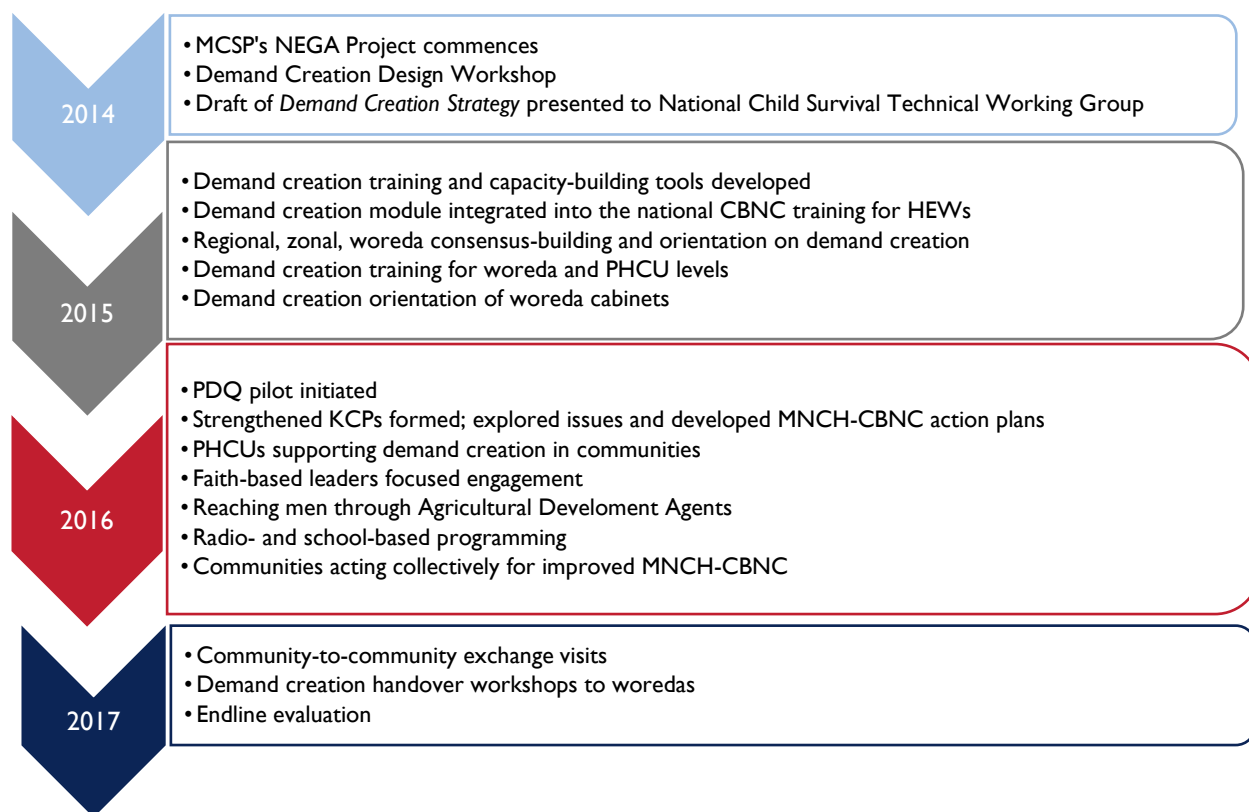 2014
• MCSP's NEGA Project commences
• Demand Creation Design Workshop
• Draft of Demand Creation Strategy presented to National Child Survival Technical Working Group
2015
• Demand creation training and capacity-building tools developed
• Demand creation module integrated into the national CBNC training for HEWs
• Regional, zonal, woreda consensus-building and orientation on demand creation
• Demand creation training for woreda and PHCU levels
• Demand creation orientation of woreda cabinets
2016
• PDQ pilot initiated
• Strengthened KCPs formed; explored issues and developed MNCH-CBNC action plans
• PHCUs supporting demand creation in communities
• Faith-based leaders focused engagement
• Reaching men through Agricultural Develoment Agents
• Radio- and school-based programming
• Communities acting collectively for improved MNCH-CBNC
2017
• Community-to-community exchange visits
• Demand creation handover workshops to woredas
• Endline evaluation